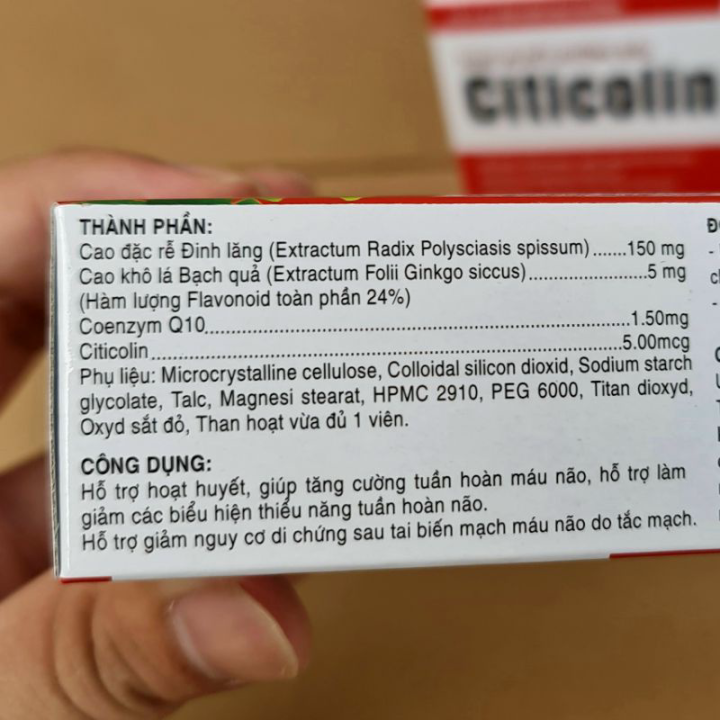 Citicolin
THÀNH PHẦN:
Cao đặc rễ Đinh lăng (Extractum Radix Polysciasis spissum).......150 mg
Cao khô lá Bạch quả (Extractum Folii Ginkgo siccus)........................5 mg
(Hàm lượng Flavonoid toàn phần 24%)
Coenzym Q10......................................................................................1.50mg
Citicolin................................................................................................5.00mcg
Phụ liệu: Microcrystalline cellulose, Colloidal silicon dioxid, Sodium starch
glycolate, Talc, Magnesi stearat, HPMC 2910, PEG 6000, Titan dioxyd,
Oxyd sắt đỏ, Than hoạt vừa đủ 1 viên.
CÔNG DỤNG:
Hỗ trợ hoạt huyết, giúp tăng cường tuần hoàn máu não, hỗ trợ làm
giảm các biểu hiện thiểu năng tuần hoàn não.
Hỗ trợ giảm nguy cơ di chứng sau tai biến mạch máu não do tắc mạch.